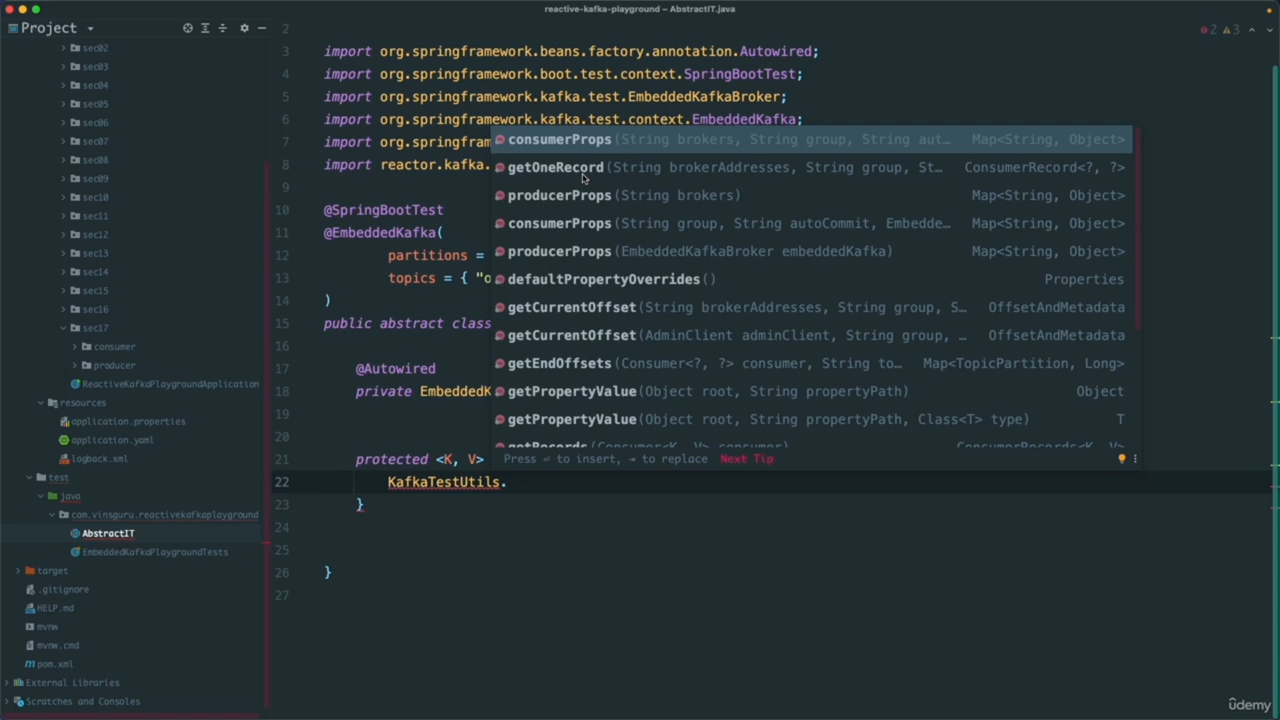 reactive-kafka-playground – AbstractIT.java
Project
sec02
sec03
sec04
sec05
sec06
sec07
sec08
sec09
sec10
sec11
sec12
sec13
sec14
sec15
sec16
sec17
consumer
producer
ReactiveKafkaPlaygroundApplication
resources
application.properties
application.yaml
logback.xml
test
java
com.vinsguru.reactivekafkaplayground
AbstractIT
EmbeddedKafkaPlaygroundTests
target
.gitignore
HELP.md
mvnw
mvnw.cmd
pom.xml
External Libraries
Scratches and Consoles
2 3
2
3 import org.springframework.beans.factory.annotation.Autowired;
4 import org.springframework.boot.test.context.SpringBootTest;
5 import org.springframework.kafka.test.EmbeddedKafkaBroker;
6 import org.springframework.kafka.test.context.EmbeddedKafka;
7 import org.springfram
8 import reactor.kafka.
9
10 @SpringBootTest
11 @EmbeddedKafka(
12 partitions =
13 topics = { "o
14 )
15 public abstract class
16
17 @Autowired
18 private EmbeddedK
19
20
21 protected <K, V>
22 KafkaTestUtils.
23 }
24
25
26 }
27
consumerProps(String brokers, String group, String aut… Map<String, Object>
getOneRecord(String brokerAddresses, String group, St… ConsumerRecord<?, ?>
producerProps(String brokers) Map<String, Object>
consumerProps(String group, String autoCommit, Embedde… Map<String, Object>
producerProps(EmbeddedKafkaBroker embeddedKafka) Map<String, Object>
defaultPropertyOverrides() Properties
getCurrentOffset(String brokerAddresses, String group, S… OffsetAndMetadata
getCurrentOffset(AdminClient adminClient, String group, … OffsetAndMetadata
getEndOffsets(Consumer<?, ?> consumer, String to… Map<TopicPartition, Long>
getPropertyValue(Object root, String propertyPath) Object
getPropertyValue(Object root, String propertyPath, Class<T> type) T
getRecords(Consumer<K, V> consumer) ConsumerRecords<K, V>
Press ⏎ to insert, ⇥ to replace Next Tip
ûdemy